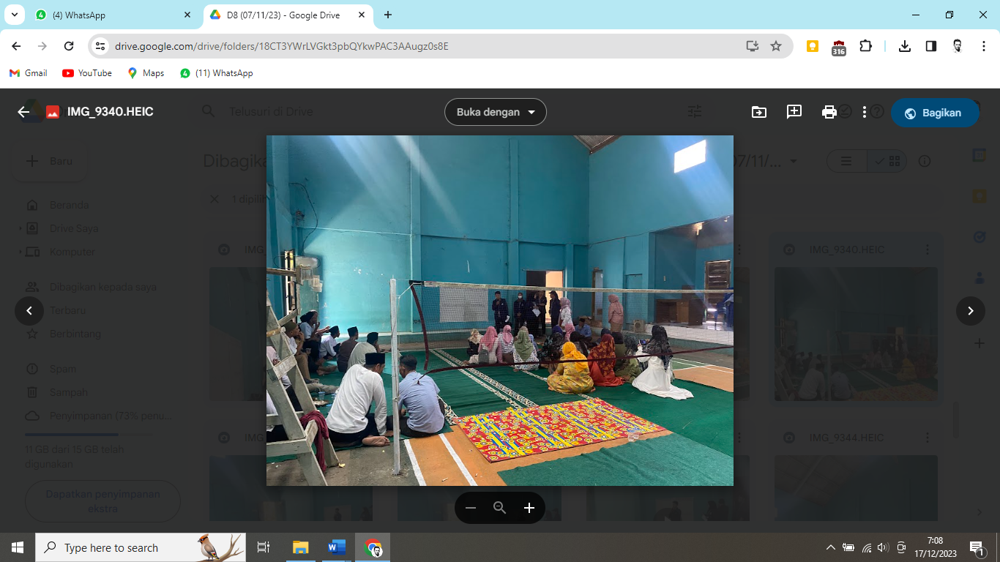 (4) WhatsApp
D8 (07/11/23) - Google Drive
drive.google.com/drive/folders/18CT3YWrLVGkt3pbQYkwPAC3AAugz0s8E
316
Gmail
YouTube
Maps
(11) WhatsApp
IMG_9340.HEIC
Telusuri di Drive
Buka dengan
Bagikan
Baru
Dibagika
07/11/...
1 dipilih
Beranda
Drive Saya
Komputer
Dibagikan kepada saya
Terbaru
Berbintang
Spam
Sampah
Penyimpanan (73% penu...
11 GB dari 15 GB telah
digunakan
Dapatkan penyimpanan
ekstra
IMG
IMG_9340.HEIC
IMG
IMG_9344.HEIC
Type here to search
7:08
17/12/2023
1